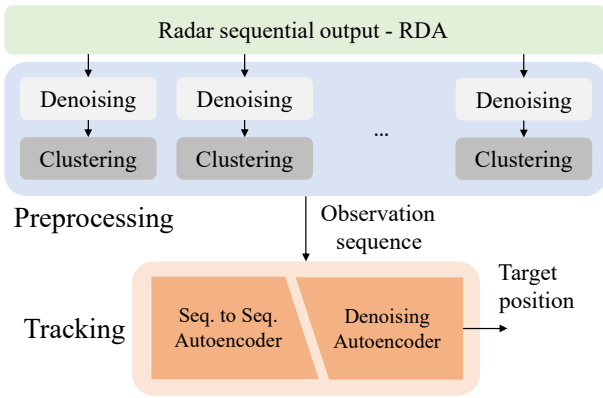 Radar sequential output - RDA
Denoising
Denoising
Denoising
...
Clustering
Clustering
Clustering
Preprocessing
Observation
sequence
Target
position
Tracking
Seq. to Seq.
Autoencoder
Denoising
Autoencoder